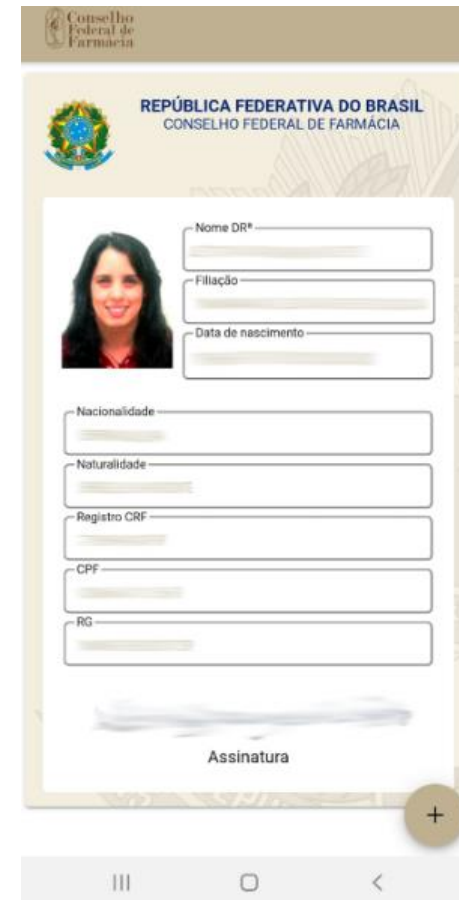 Conselho
Federal de
Farmácia
REPÚBLICA FEDERATIVA DO BRASIL
CONSELHO FEDERAL DE FARMÁCIA
Nome DRª
Filiação
Data de nascimento
Nacionalidade
Naturalidade
Registro CRF
CPF
RG
Assinatura
+